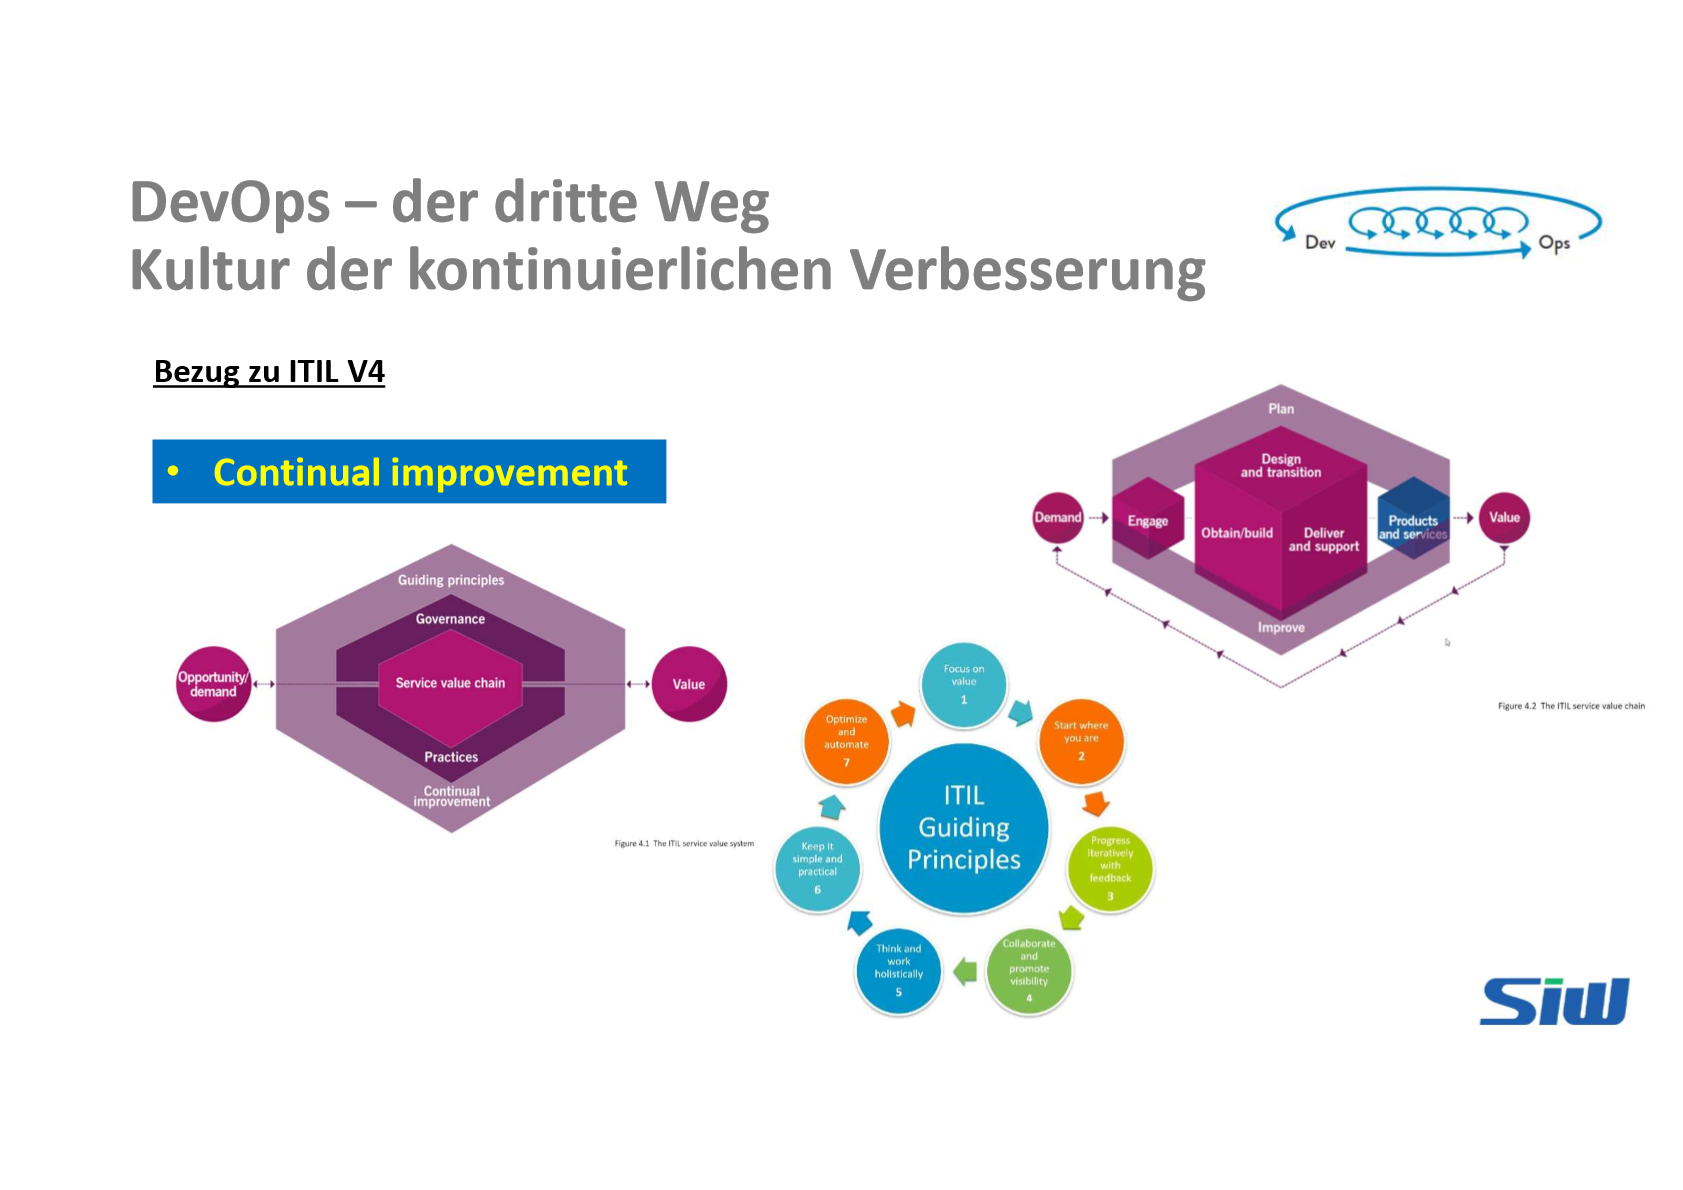 DevOps – der dritte Weg
Kultur der kontinuierlichen Verbesserung
Dev
Ops
Bezug zu ITIL V4
• Continual improvement
Guiding principles
Governance
Opportunity/
demand
Service value chain
Value
Practices
Continual
improvement
Figure 4.1 The ITIL service value system
Plan
Design
and transition
Demand
Engage
Obtain/build
Deliver
and support
Products
and services
Value
Improve
Figure 4.2 The ITIL service value chain
ITIL
Guiding
Principles
Focus on
value
1
Start where
you are
2
Progress
iteratively
with
feedback
3
Collaborate
and
promote
visibility
4
Think and
work
holistically
5
Keep it
simple and
practical
6
Optimize
and
automate
7
Siw